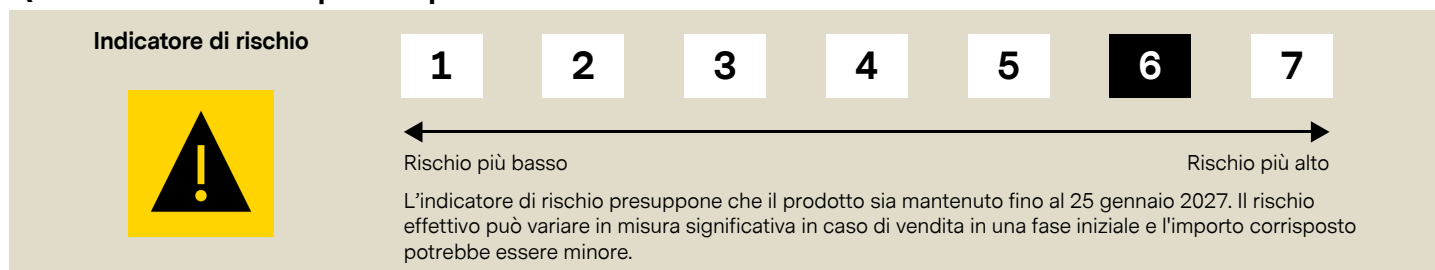 Indicatore di rischio
1 2 3 4 5 6 7
Rischio più basso Rischio più alto
L'indicatore di rischio presuppone che il prodotto sia mantenuto fino al 25 gennaio 2027. Il rischio
effettivo può variare in misura significativa in caso di vendita in una fase iniziale e l'importo corrisposto
potrebbe essere minore.